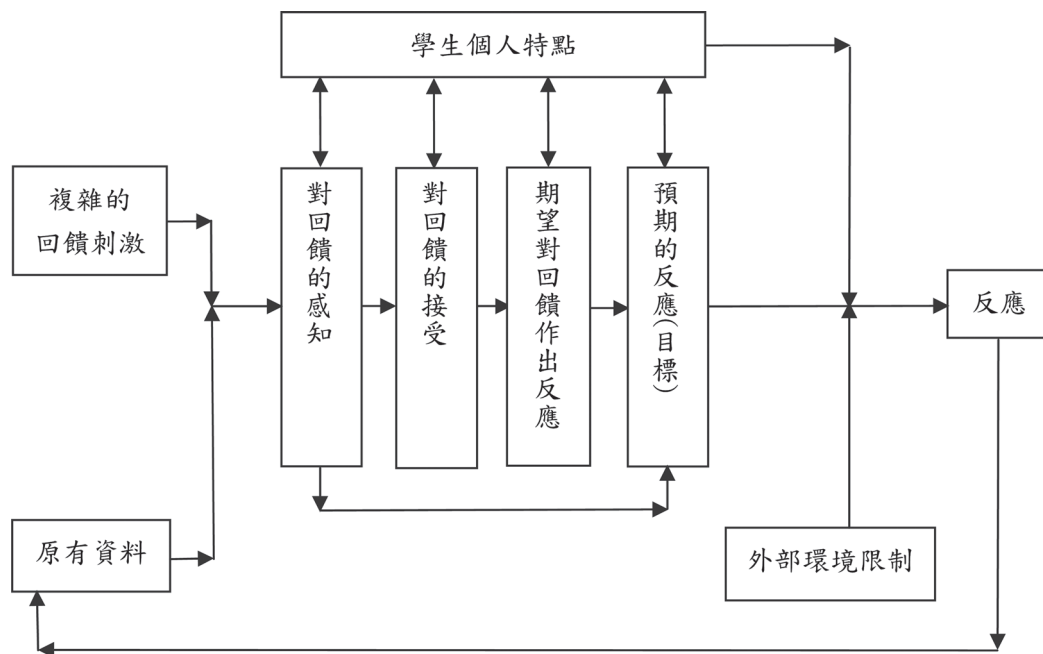 學生個人特點
複雜的
回饋刺激
對回饋的感知
對回饋的接受
期望對回饋作出反應
預期的反應(目標)
反應
原有資料
外部環境限制